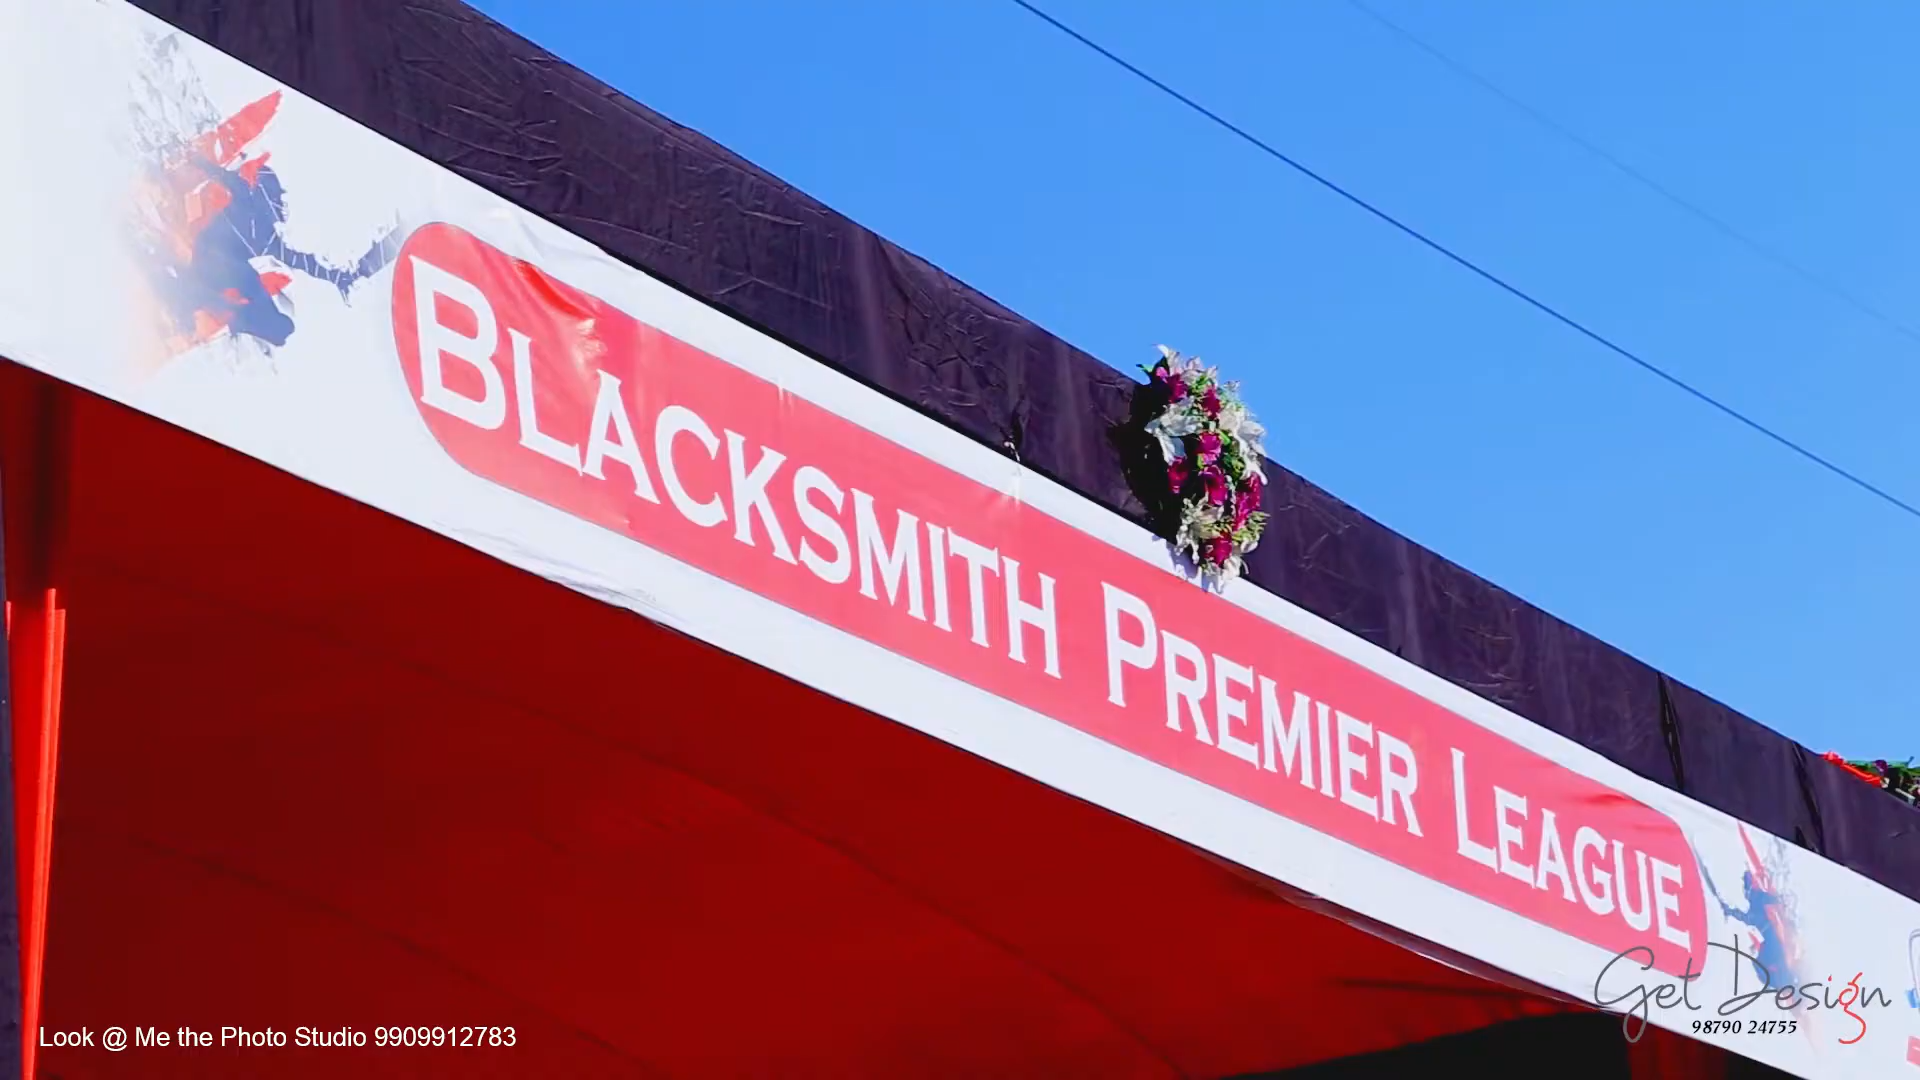 BLACKSMITH PREMIER LEAGUE
Get Design
98790 24755
Look @ Me the Photo Studio 9909912783